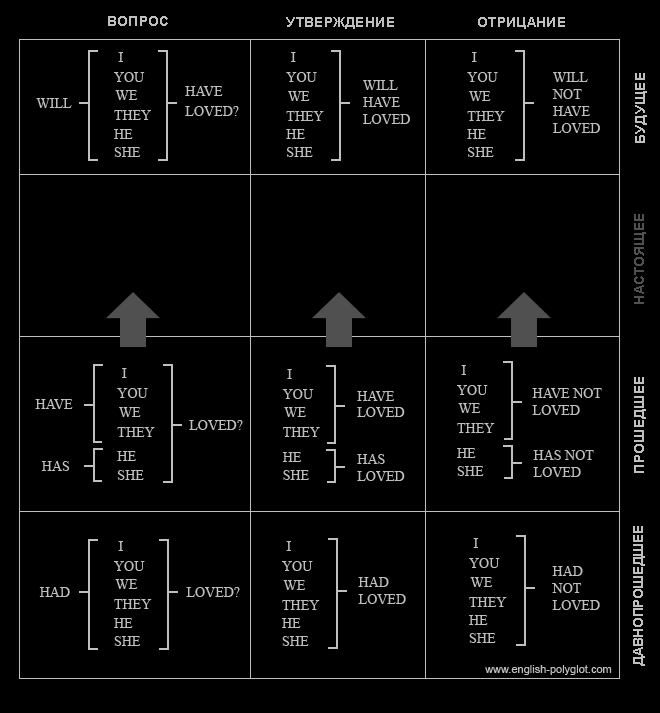 ВОПРОС
УТВЕРЖДЕНИЕ
ОТРИЦАНИЕ
WILL
I
YOU
WE
THEY
HE
SHE
HAVE
LOVED?
I
YOU
WE
THEY
HE
SHE
WILL
HAVE
LOVED
I
YOU
WE
THEY
HE
SHE
WILL
NOT
HAVE
LOVED
БУДУЩЕЕ
НАСТОЯЩЕЕ
HAVE
I
YOU
WE
THEY
HAS
HE
SHE
LOVED?
I
YOU
WE
THEY
HAVE
LOVED
HE
SHE
HAS
LOVED
I
YOU
WE
THEY
HAVE NOT
LOVED
HE
SHE
HAS NOT
LOVED
ПРОШЕДШЕЕ
HAD
I
YOU
WE
THEY
HE
SHE
LOVED?
I
YOU
WE
THEY
HE
SHE
HAD
LOVED
I
YOU
WE
THEY
HE
SHE
HAD
NOT
LOVED
ДАВНОПРОШЕДШЕЕ
www.english-polyglot.com